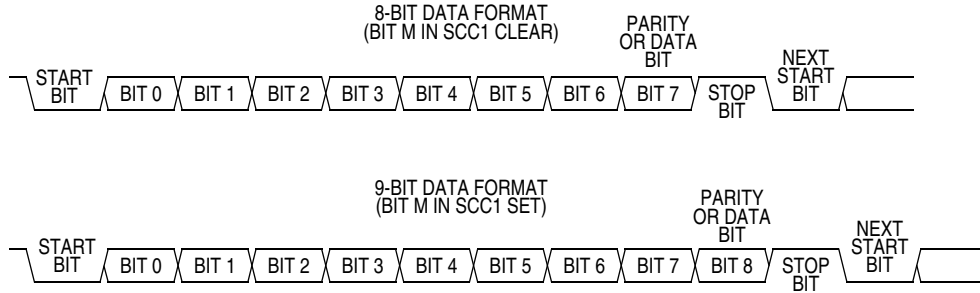 8-BIT DATA FORMAT
(BIT M IN SCC1 CLEAR)
PARITY
OR DATA
BIT
START
BIT
BIT 0
BIT 1
BIT 2
BIT 3
BIT 4
BIT 5
BIT 6
BIT 7
STOP
BIT
NEXT
START
BIT
9-BIT DATA FORMAT
(BIT M IN SCC1 SET)
PARITY
OR DATA
BIT
START
BIT
BIT 0
BIT 1
BIT 2
BIT 3
BIT 4
BIT 5
BIT 6
BIT 7
BIT 8
STOP
BIT
NEXT
START
BIT